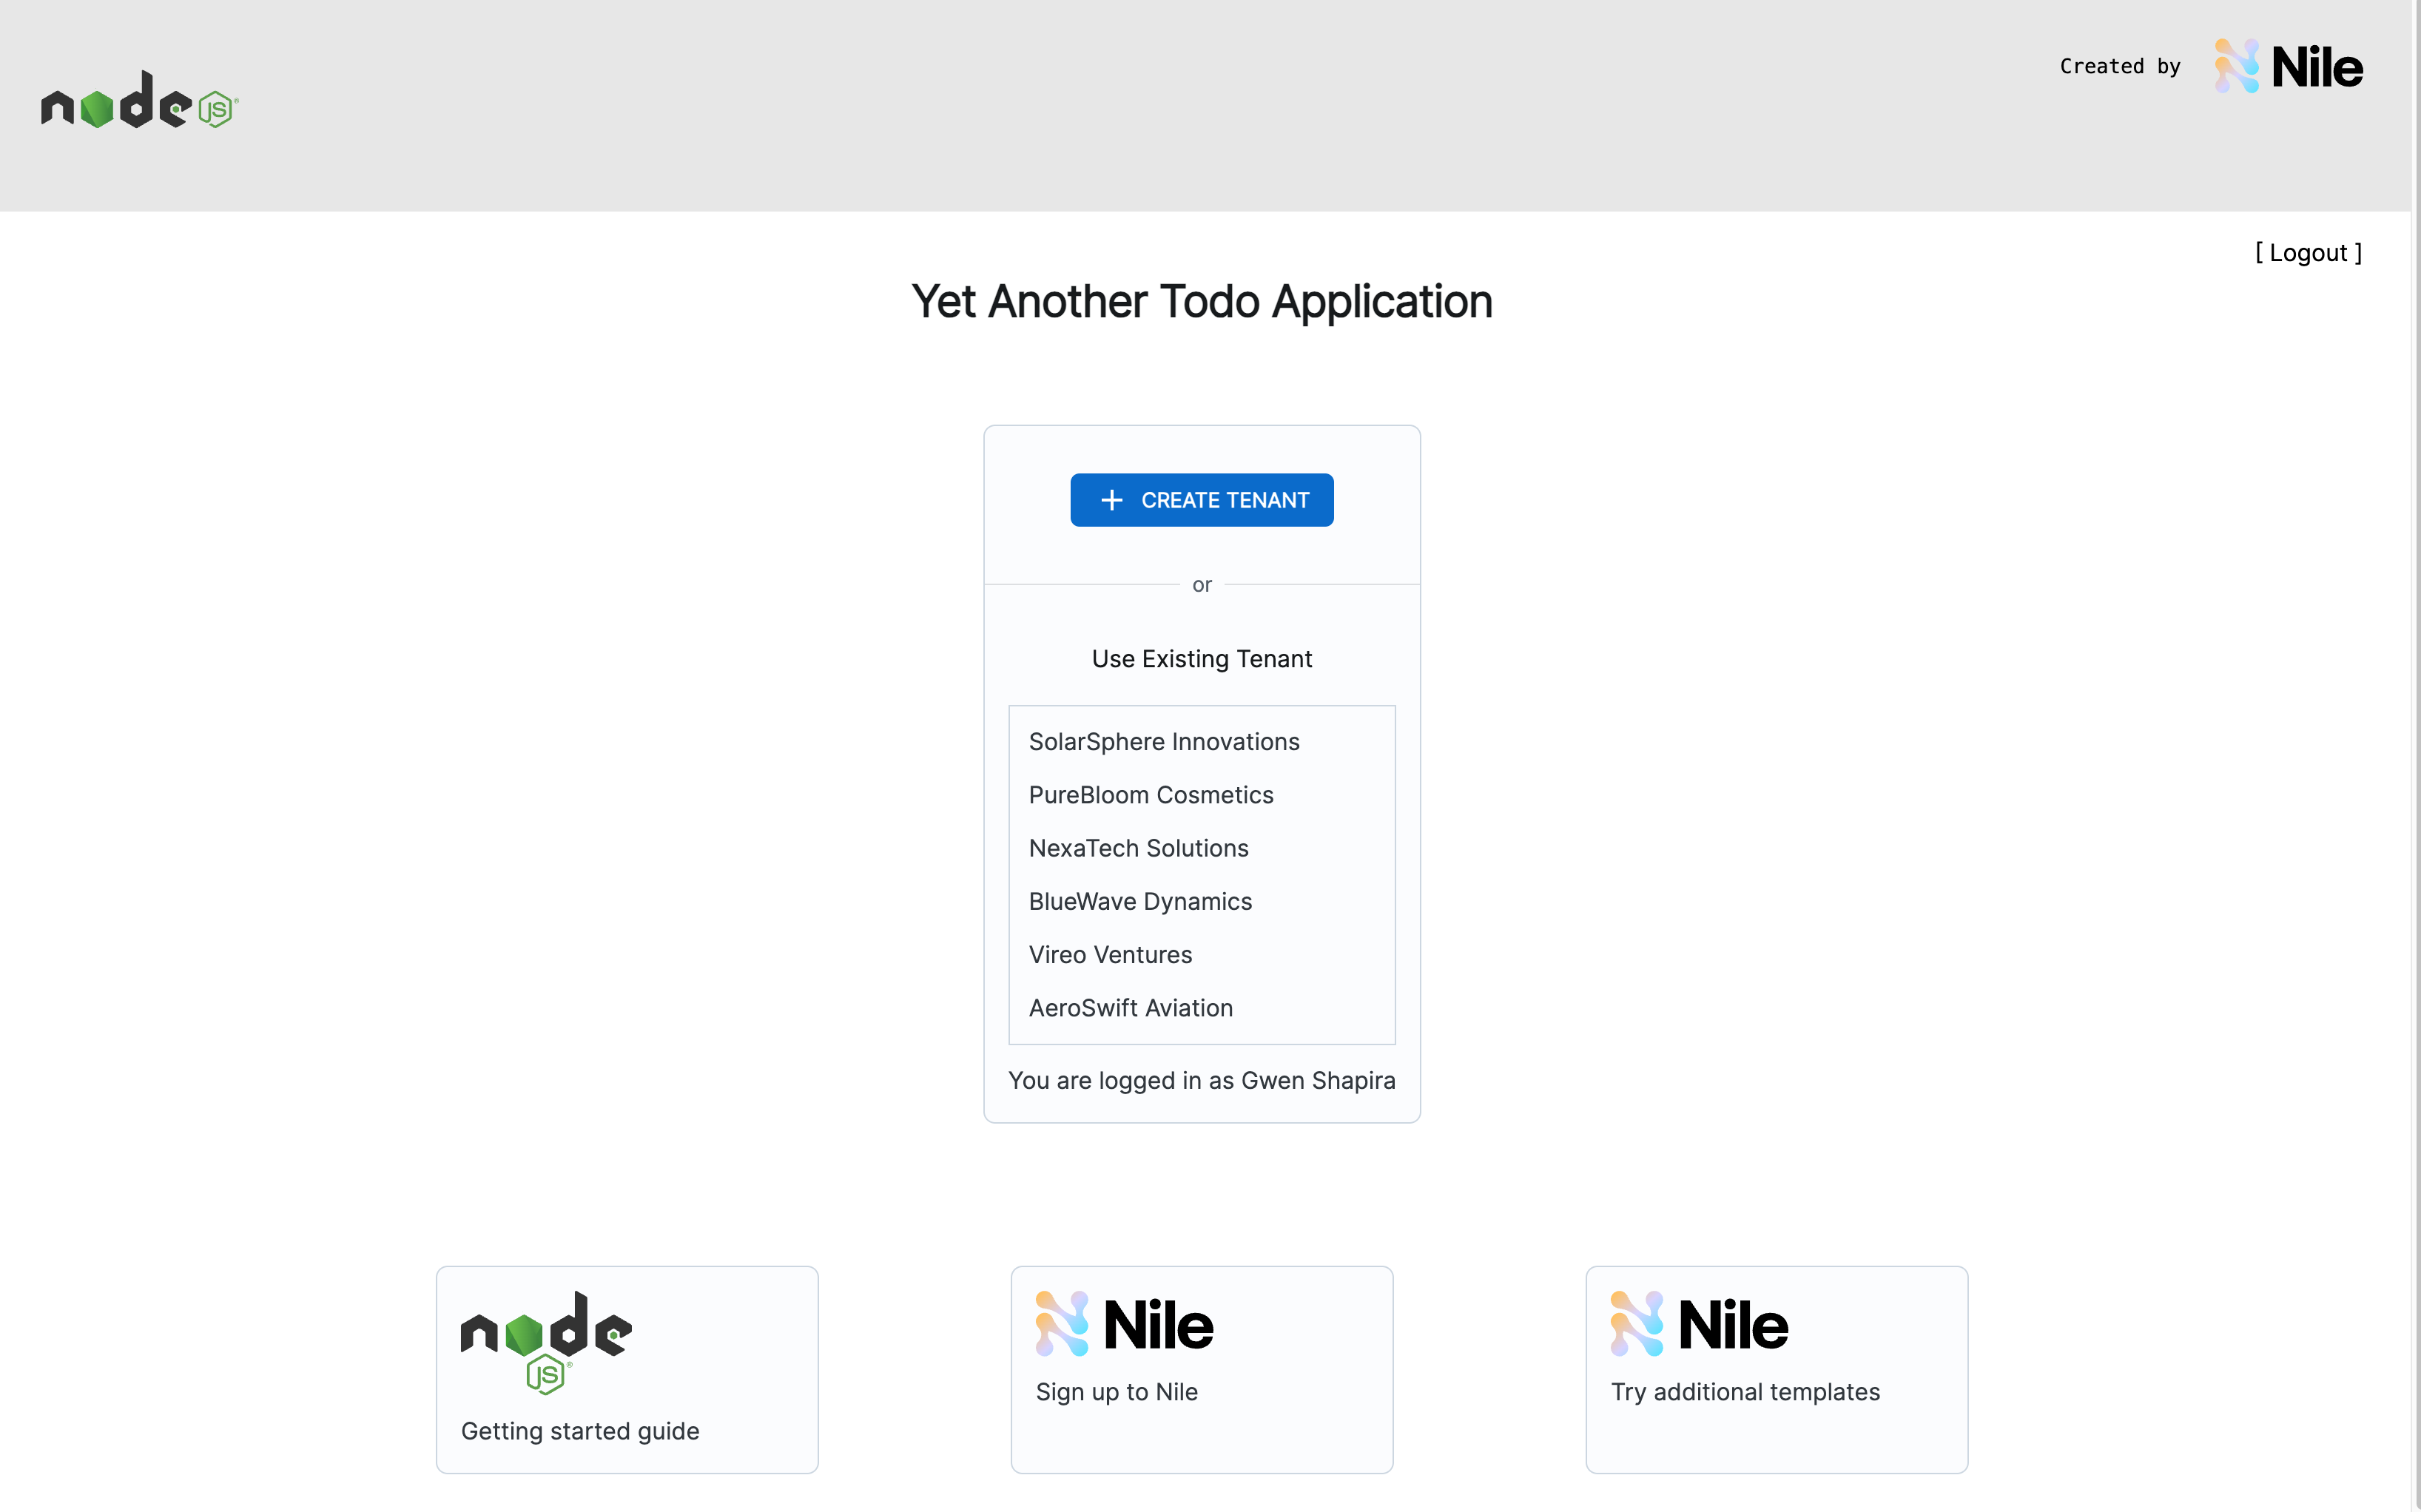 node JS®
Created by Nile
[ Logout ]
Yet Another Todo Application
+ CREATE TENANT
or
Use Existing Tenant
SolarSphere Innovations
PureBloom Cosmetics
NexaTech Solutions
BlueWave Dynamics
Vireo Ventures
AeroSwift Aviation
You are logged in as Gwen Shapira
node
JS®
Getting started guide
Nile
Sign up to Nile
Nile
Try additional templates